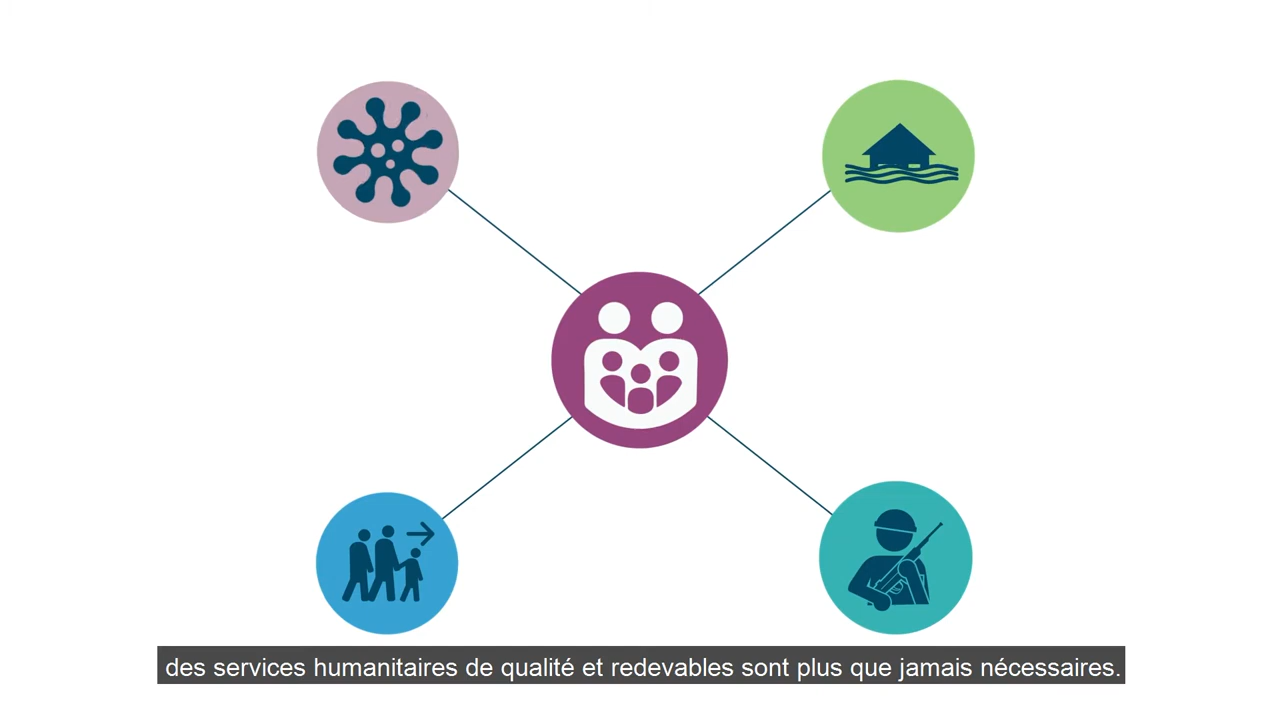 des services humanitaires de qualité et redevables sont plus que jamais nécessaires.